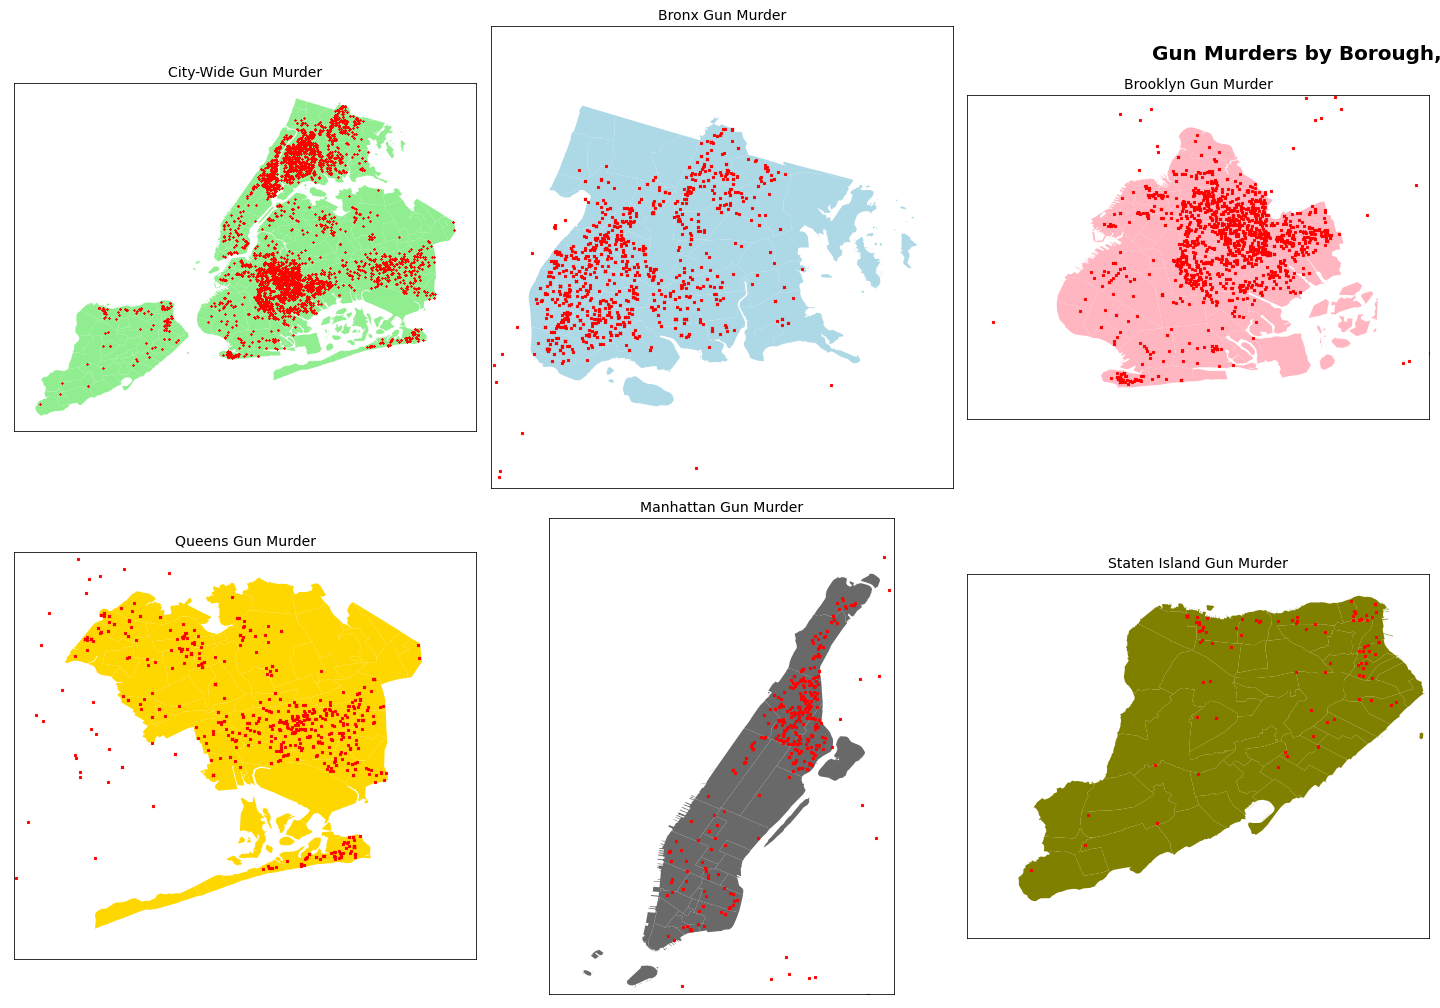 Bronx Gun Murder
Gun Murders by Borough,
City-Wide Gun Murder
Brooklyn Gun Murder
Manhattan Gun Murder
Queens Gun Murder
Staten Island Gun Murder